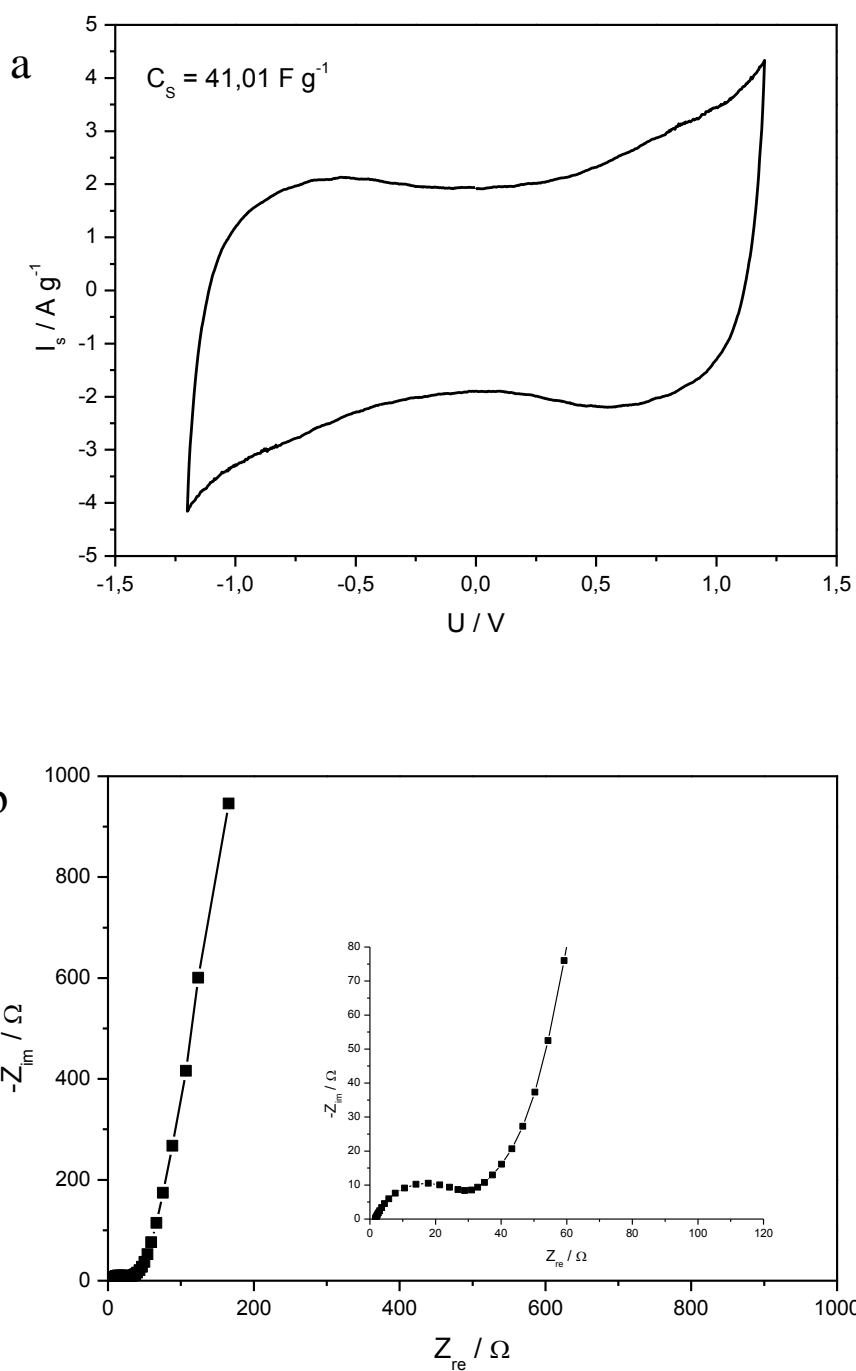 a
C_S = 41,01 F g^-1
5
4
3
2
1
0
-1
-2
-3
-4
-5
I_s / A g^-1
-1,5 -1,0 -0,5 0,0 0,5 1,0 1,5
U / V
b
1000
800
600
400
200
0
-Z_im / Ω
80
70
60
50
40
30
20
10
0
-Z_im / Ω
0 20 40 60 80 100 120
Z_re / Ω
0 200 400 600 800 1000
Z_re / Ω